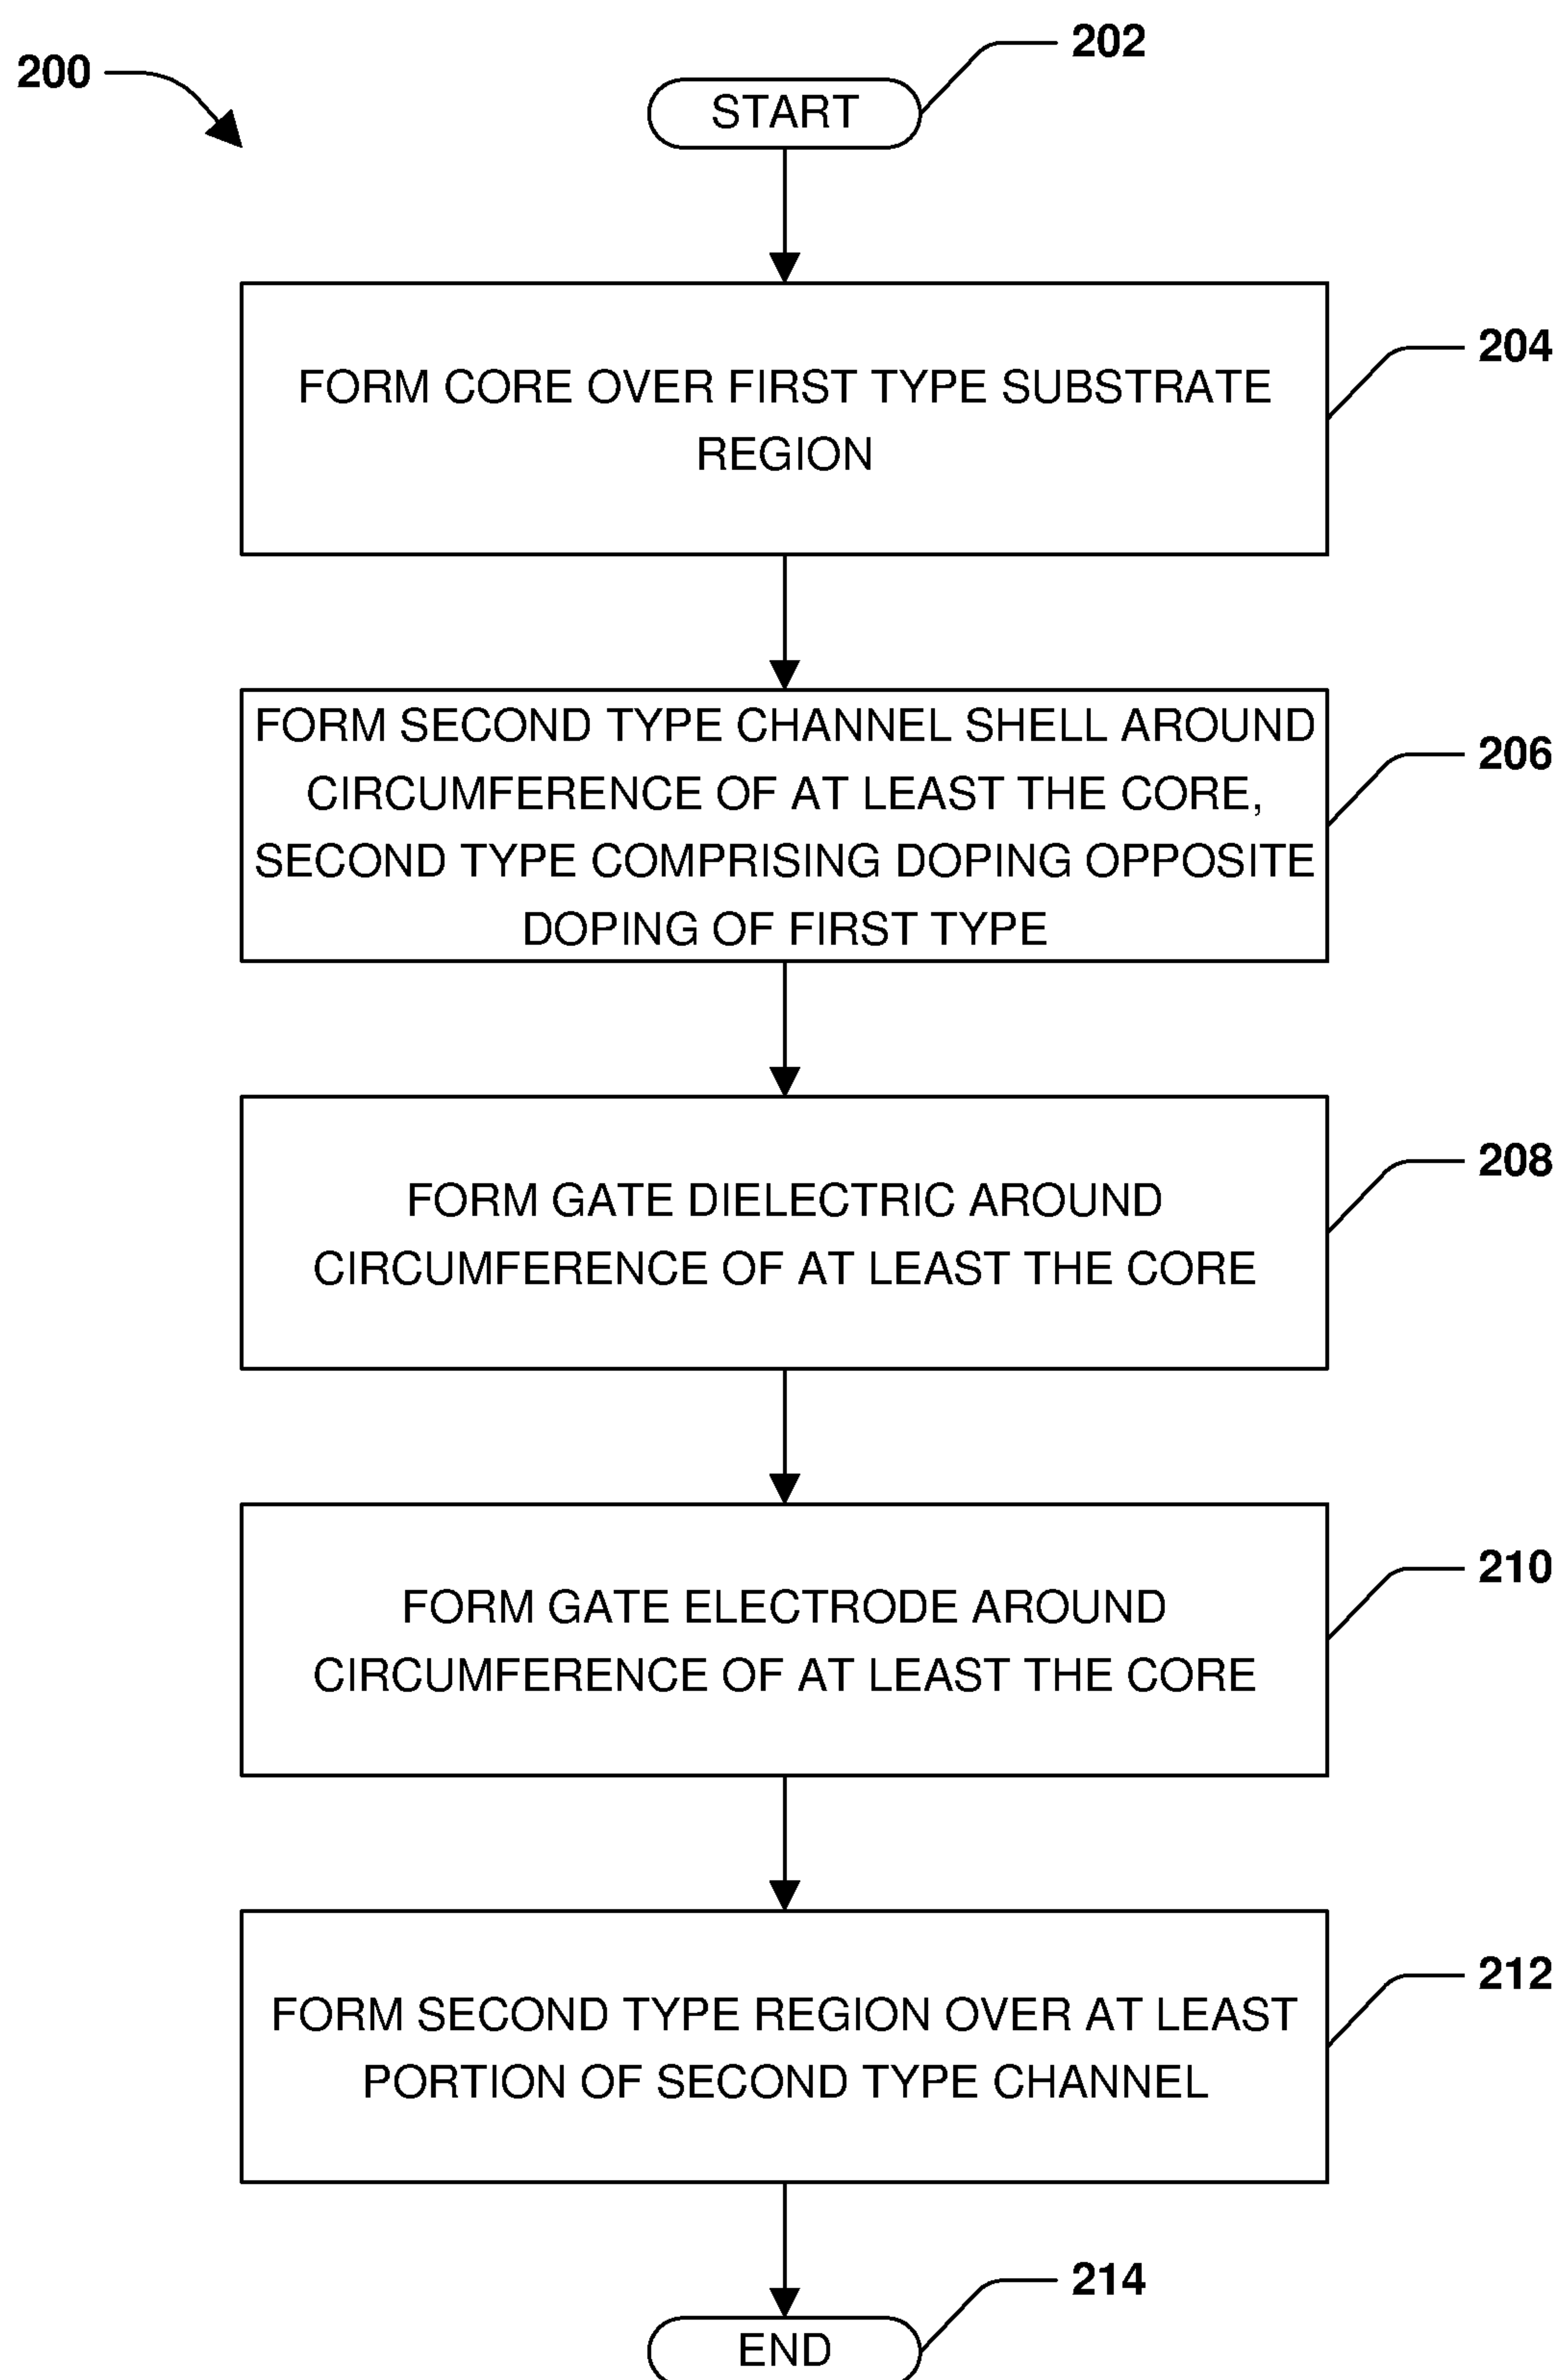 200
202
START
204
FORM CORE OVER FIRST TYPE SUBSTRATE
REGION
206
FORM SECOND TYPE CHANNEL SHELL AROUND
CIRCUMFERENCE OF AT LEAST THE CORE,
SECOND TYPE COMPRISING DOPING OPPOSITE
DOPING OF FIRST TYPE
208
FORM GATE DIELECTRIC AROUND
CIRCUMFERENCE OF AT LEAST THE CORE
210
FORM GATE ELECTRODE AROUND
CIRCUMFERENCE OF AT LEAST THE CORE
212
FORM SECOND TYPE REGION OVER AT LEAST
PORTION OF SECOND TYPE CHANNEL
214
END